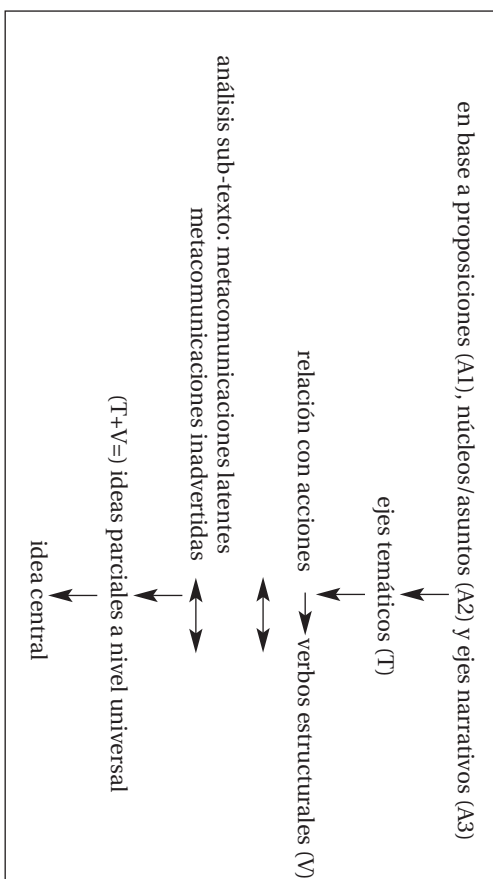 en base a proposiciones (A1), núcleos/asuntos (A2) y ejes narrativos (A3)
ejes temáticos (T)
relación con acciones
verbos estructurales (V)
análisis sub-texto: metacomunicaciones latentes
metacomunicaciones inadvertidas
(T+V=) ideas parciales a nivel universal
idea central